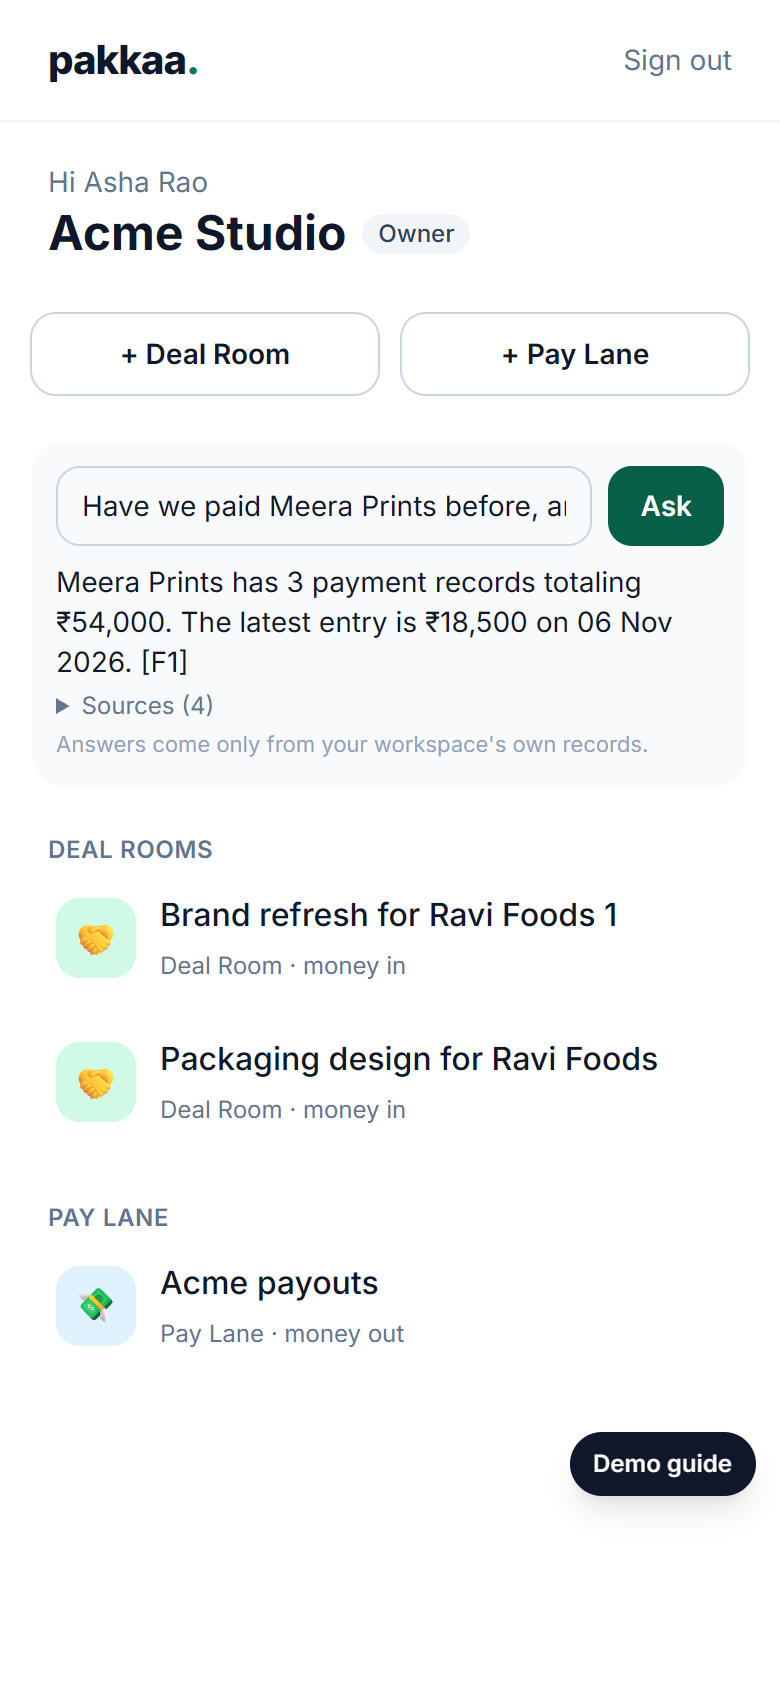 pakkaa.
Sign out
Hi Asha Rao
Acme Studio
Owner
+ Deal Room
+ Pay Lane
Have we paid Meera Prints before, a
Ask
Meera Prints has 3 payment records totaling
₹54,000. The latest entry is ₹18,500 on 06 Nov
2026. [F1]
▶ Sources (4)
Answers come only from your workspace's own records.
DEAL ROOMS
Brand refresh for Ravi Foods 1
Deal Room · money in
Packaging design for Ravi Foods
Deal Room · money in
PAY LANE
Acme payouts
Pay Lane · money out
Demo guide